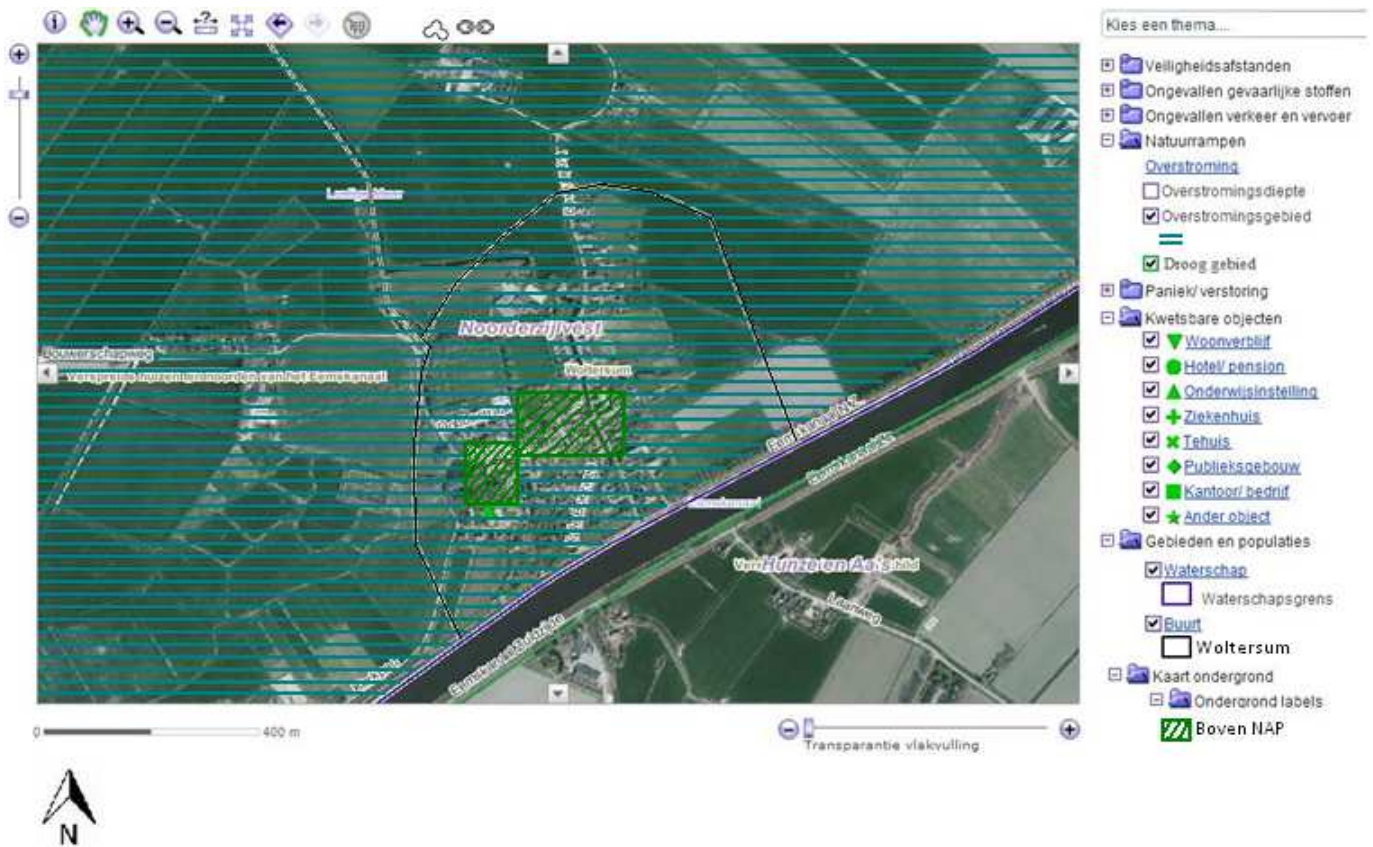 Kies een thema....
Veiligheidsafstanden
Ongevallen gevaarlijke stoffen
Ongevallen verkeer en vervoer
Natuurrampen
Overstroming
Overstromingsdiepte
Overstromingsgebied
Droog gebied
Paniek/ verstoring
Kwetsbare objecten
Woonverblijf
Hotel/ pension
Onderwijsinstelling
Ziekenhuis
Tehuis
Publieksgebouw
Kantoor/ bedrijf
Ander object
Gebieden en populaties
Waterschap
Waterschapsgrens
Buurt
Woltersum
Kaart ondergrond
Ondergrond labels
Boven NAP
Noorderzijlvest
Bouwerschapweg
Verspreide huizen ten noorden van het Eemskanaal
Woltersum
Eemskanaal N.Z.
Eemskanaalzijde
Hunze en Aa's
Laanweg
Eemskanaal Zuidzijde
0
400 m
Transparantie vlakvulling
N